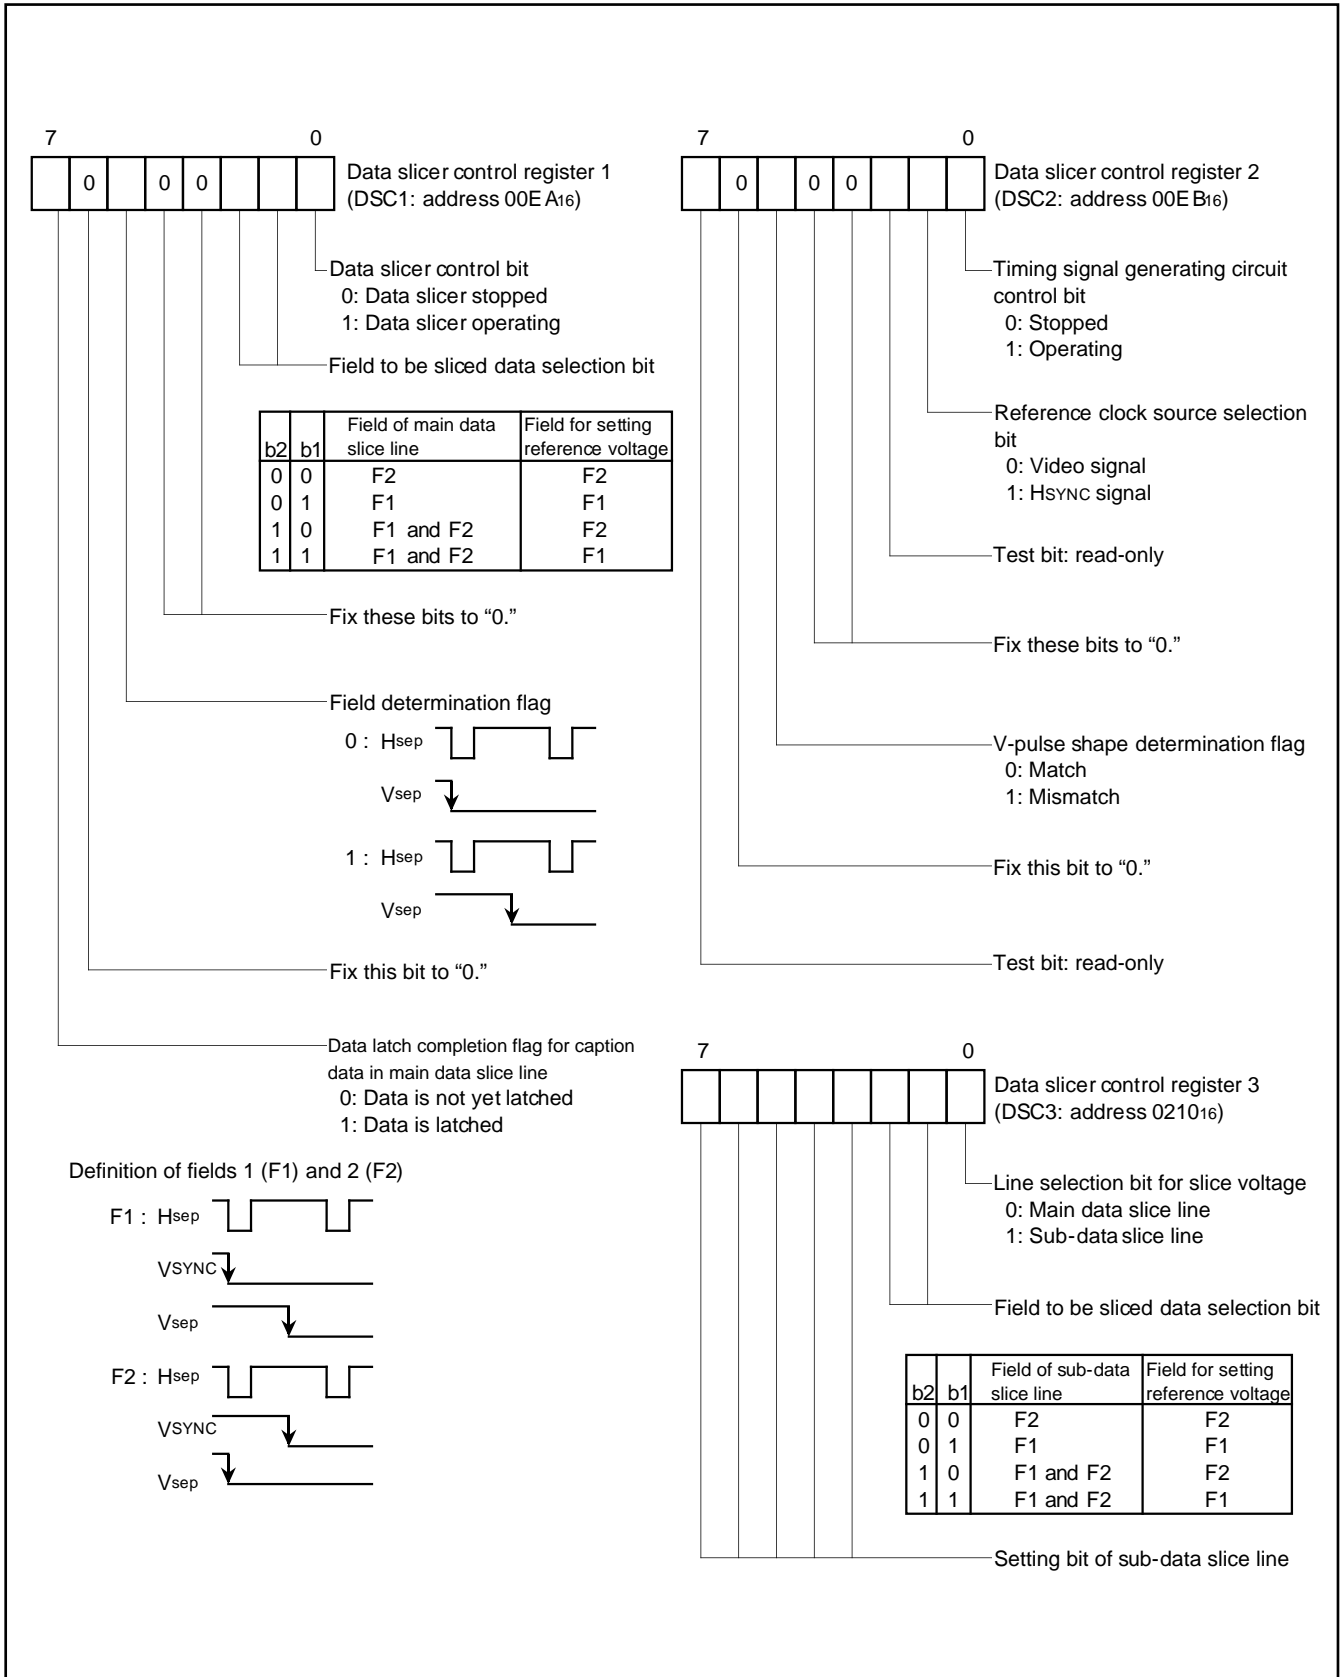 7 0
0 0 0
Data slicer control register 1
(DSC1: address 00EA16)
Data slicer control bit
0: Data slicer stopped
1: Data slicer operating
Field to be sliced data selection bit
b2 b1 Field of main data slice line Field for setting reference voltage
0 0 F2 F2
0 1 F1 F1
1 0 F1 and F2 F2
1 1 F1 and F2 F1
Fix these bits to “0.”
Field determination flag
0 : Hsep
Vsep
1 : Hsep
Vsep
Fix this bit to “0.”
Data latch completion flag for caption
data in main data slice line
0: Data is not yet latched
1: Data is latched
Definition of fields 1 (F1) and 2 (F2)
F1 : Hsep
VSYNC
Vsep
F2 : Hsep
VSYNC
Vsep
7 0
0 0 0
Data slicer control register 2
(DSC2: address 00EB16)
Timing signal generating circuit
control bit
0: Stopped
1: Operating
Reference clock source selection
bit
0: Video signal
1: HSYNC signal
Test bit: read-only
Fix these bits to “0.”
V-pulse shape determination flag
0: Match
1: Mismatch
Fix this bit to “0.”
Test bit: read-only
7 0
Data slicer control register 3
(DSC3: address 021016)
Line selection bit for slice voltage
0: Main data slice line
1: Sub-data slice line
Field to be sliced data selection bit
b2 b1 Field of sub-data slice line Field for setting reference voltage
0 0 F2 F2
0 1 F1 F1
1 0 F1 and F2 F2
1 1 F1 and F2 F1
Setting bit of sub-data slice line